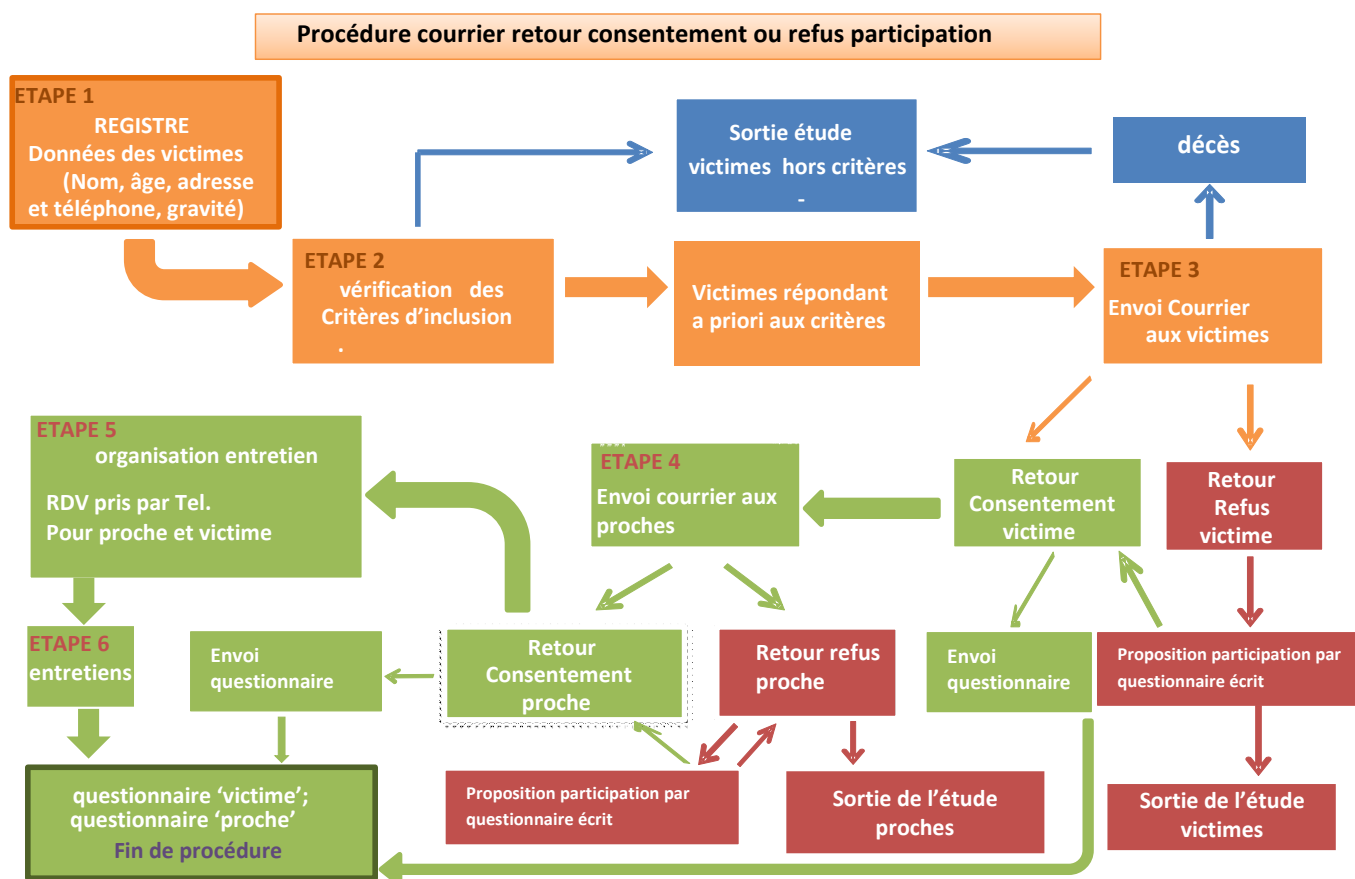 Procédure courrier retour consentement ou refus participation
ETAPE 1
REGISTRE
Données des victimes
(Nom, âge, adresse
et téléphone, gravité)
Sortie étude
victimes hors critères
-
décès
ETAPE 2
vérification des
Critères d’inclusion
.
Victimes répondant
a priori aux critères
ETAPE 3
Envoi Courrier
aux victimes
ETAPE 5
organisation entretien
RDV pris par Tel.
Pour proche et victime
ETAPE 4
Envoi courrier aux
proches
Retour
Consentement
victime
Retour
Refus
victime
ETAPE 6
entretiens
Envoi
questionnaire
Retour
Consentement
proche
Retour refus
proche
Envoi
questionnaire
Proposition participation par
questionnaire écrit
questionnaire ‘victime’;
questionnaire ‘proche’
Fin de procédure
Proposition participation par
questionnaire écrit
Sortie de l’étude
proches
Sortie de l’étude
victimes